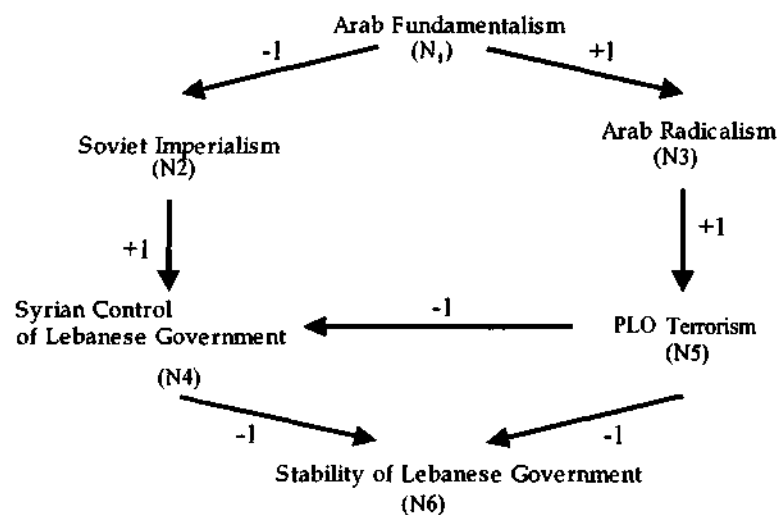 Arab Fundamentalism
-1
(N1)
+1
Soviet Imperialism
(N2)
Arab Radicalism
(N3)
+1
+1
Syrian Control
of Lebanese Government
(N4)
-1
PLO Terrorism
(N5)
-1
-1
Stability of Lebanese Government
(N6)